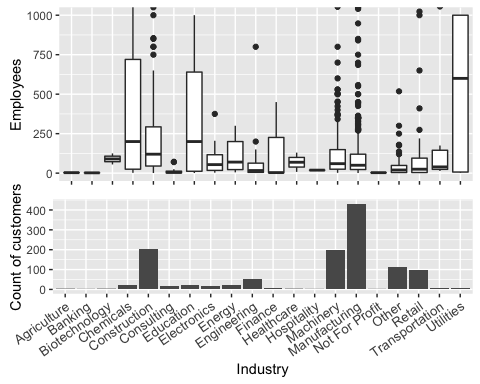 1000
750
500
250
0
Employees
400
300
200
100
0
Count of customers
Agriculture
Banking
Biotechnology
Chemicals
Construction
Consulting
Education
Electronics
Energy
Engineering
Finance
Healthcare
Hospitality
Machinery
Manufacturing
Not For Profit
Other
Retail
Transportation
Utilities
Industry